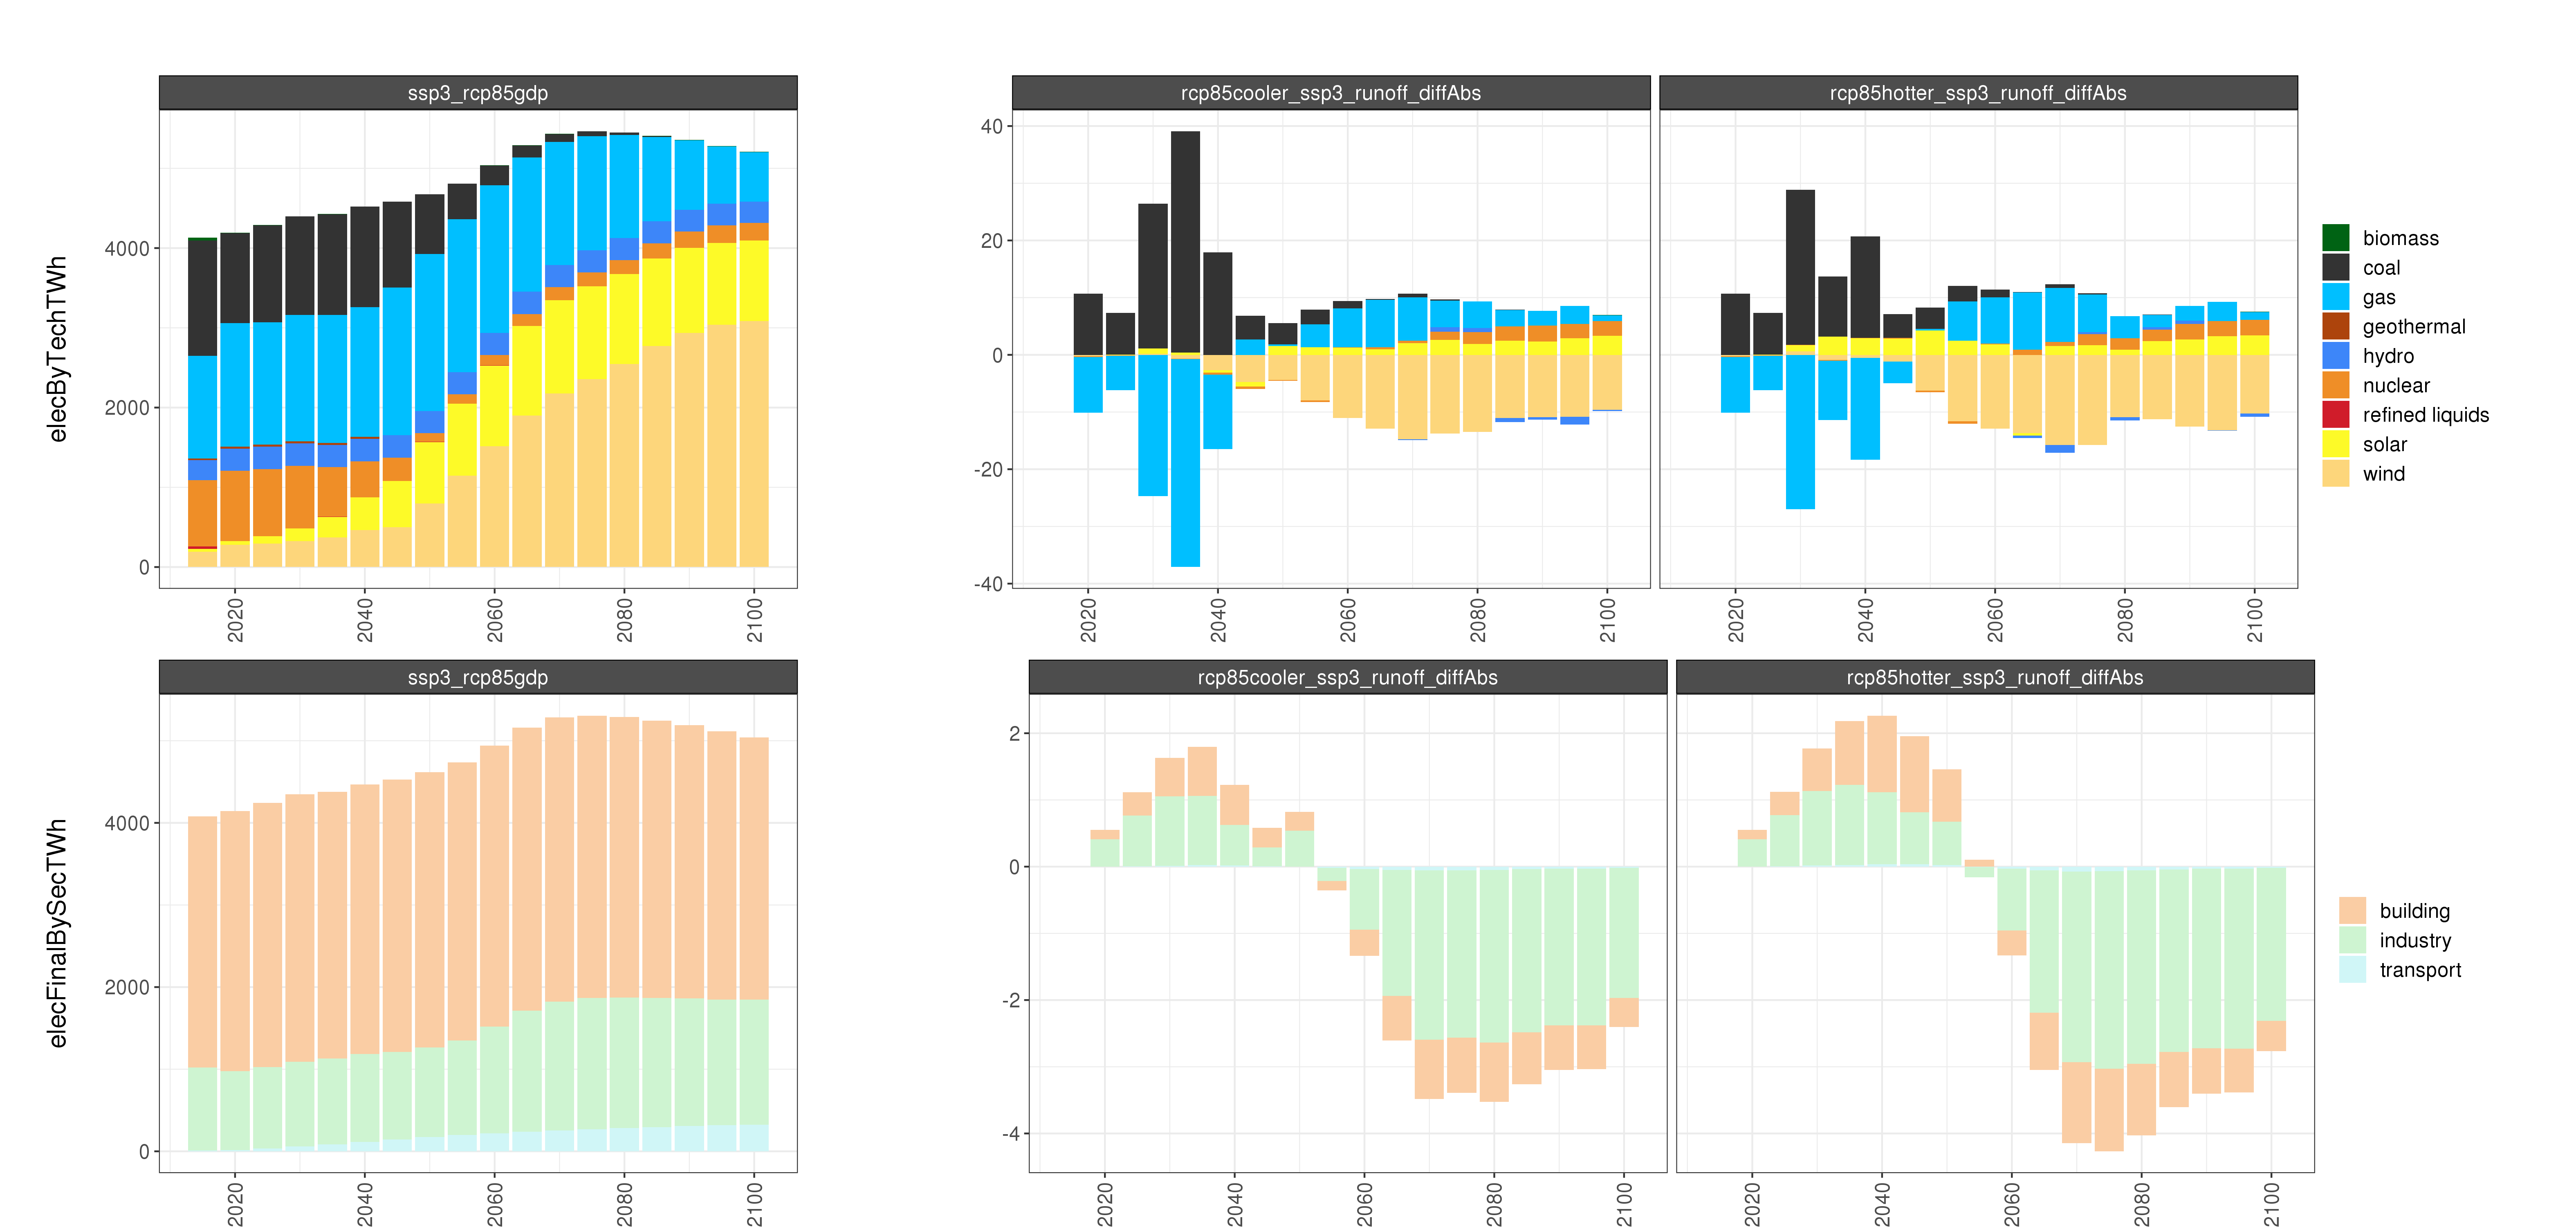 ssp3_rcp85gdp
rcp85cooler_ssp3_runoff_diffAbs
rcp85hotter_ssp3_runoff_diffAbs
elecByTechTWh
4000
2000
0
40
20
0
-20
-40
2020
2040
2060
2080
2100
2020
2040
2060
2080
2100
2020
2040
2060
2080
2100
biomass
coal
gas
geothermal
hydro
nuclear
refined liquids
solar
wind
ssp3_rcp85gdp
rcp85cooler_ssp3_runoff_diffAbs
rcp85hotter_ssp3_runoff_diffAbs
elecFinalBySecTWh
4000
2000
0
2
0
-2
-4
2020
2040
2060
2080
2100
2020
2040
2060
2080
2100
2020
2040
2060
2080
2100
building
industry
transport